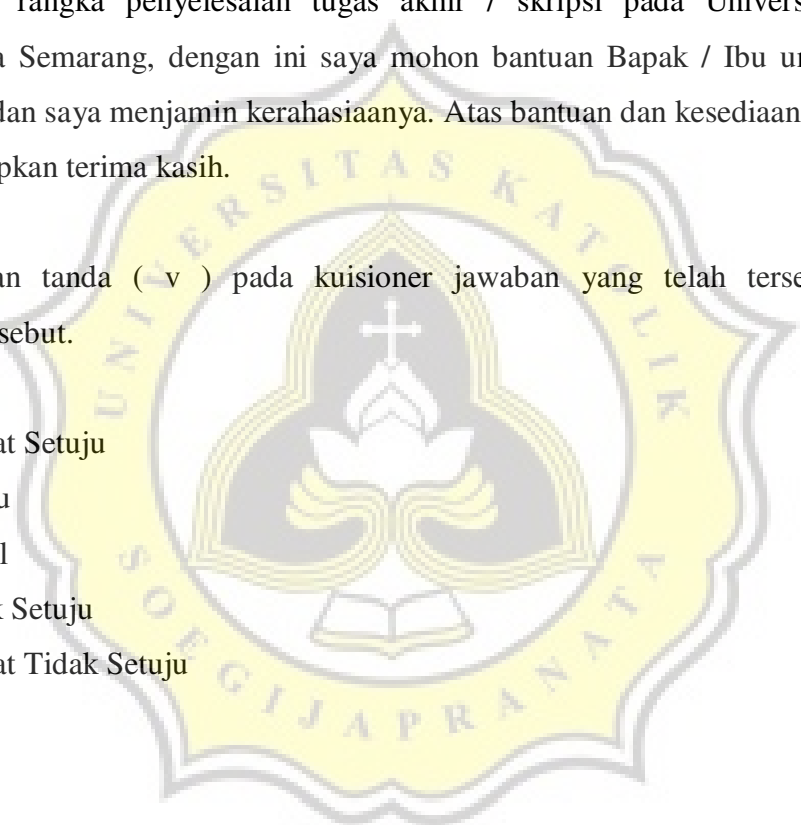 rangka penyelesaian tugas akhir / skripsi pada Univers
a Semarang, dengan ini saya mohon bantuan Bapak / Ibu un
dan saya menjamin kerahasiaanya. Atas bantuan dan kesediaan
pkan terima kasih.
an tanda ( v ) pada kuisioner jawaban yang telah terse
sebut.
at Setuju
u
l
k Setuju
at Tidak Setuju
UNIVERSITAS KATOLIK
SOEGIJAPRANATA